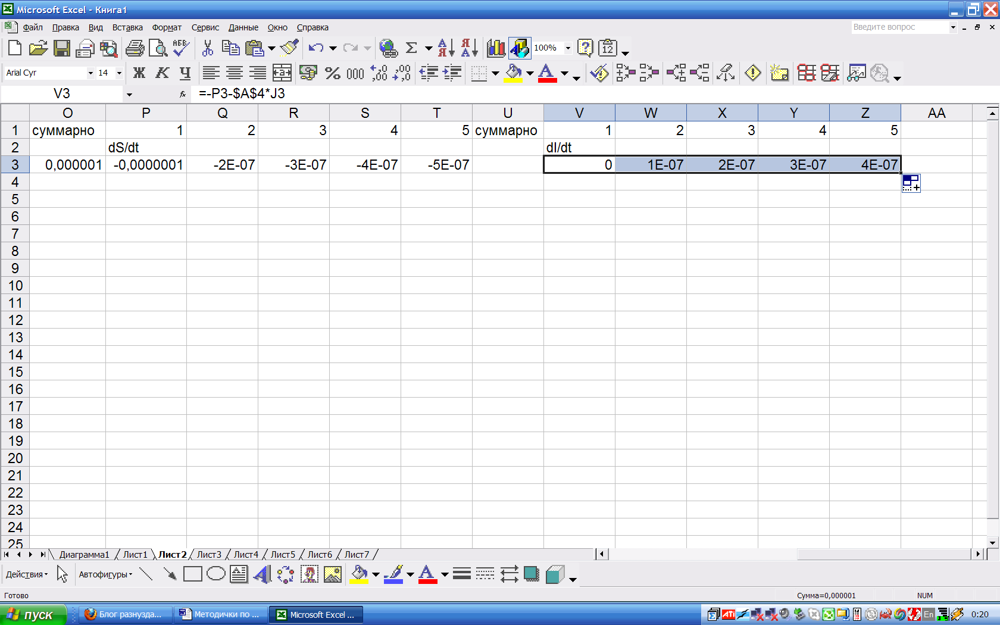 Microsoft Excel - Книга1
Файл Правка Вид Вставка Формат Сервис Данные Окно Справка Введите вопрос
100%
Arial Cyr 14 Ж К Ч
V3 fx =-P3-$A$4*J3
O P Q R S T U V W X Y Z AA
1 суммарно 1 2 3 4 5 суммарно 1 2 3 4 5
2 dS/dt dI/dt
3 0,000001 -0,0000001 -2E-07 -3E-07 -4E-07 -5E-07 0 1E-07 2E-07 3E-07 4E-07
4
5
6
7
8
9
10
11
12
13
14
15
16
17
18
19
20
21
22
23
24
25
Диаграмма1 Лист1 Лист2 Лист3 Лист4 Лист5 Лист6 Лист7
Действия Автофигуры
Готово Сумма=0,000001 NUM
пуск Блог разнузда... Методички по ... Microsoft Excel ... ATI En 0:20